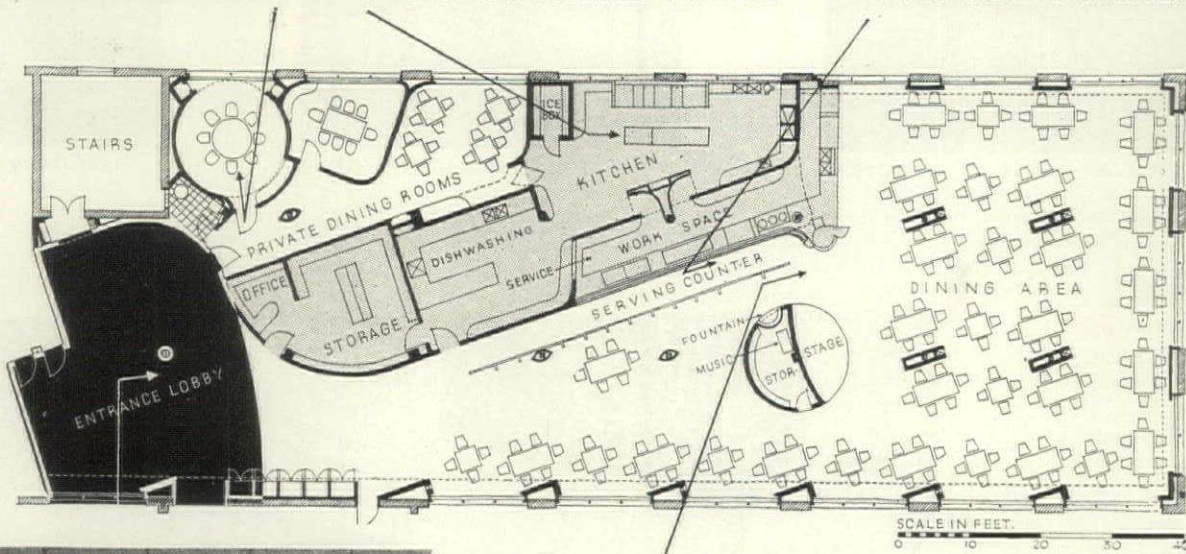 STAIRS
ICE BOX
KITCHEN
PRIVATE DINING ROOMS
DISHWASHING
WORK SPACE
SERVICE
OFFICE
STORAGE
SERVING COUNTER
DINING AREA
FOUNTAIN
MUSIC
STAGE
STOR.
ENTRANCE LOBBY
SCALE IN FEET.
0 10 20 30 40